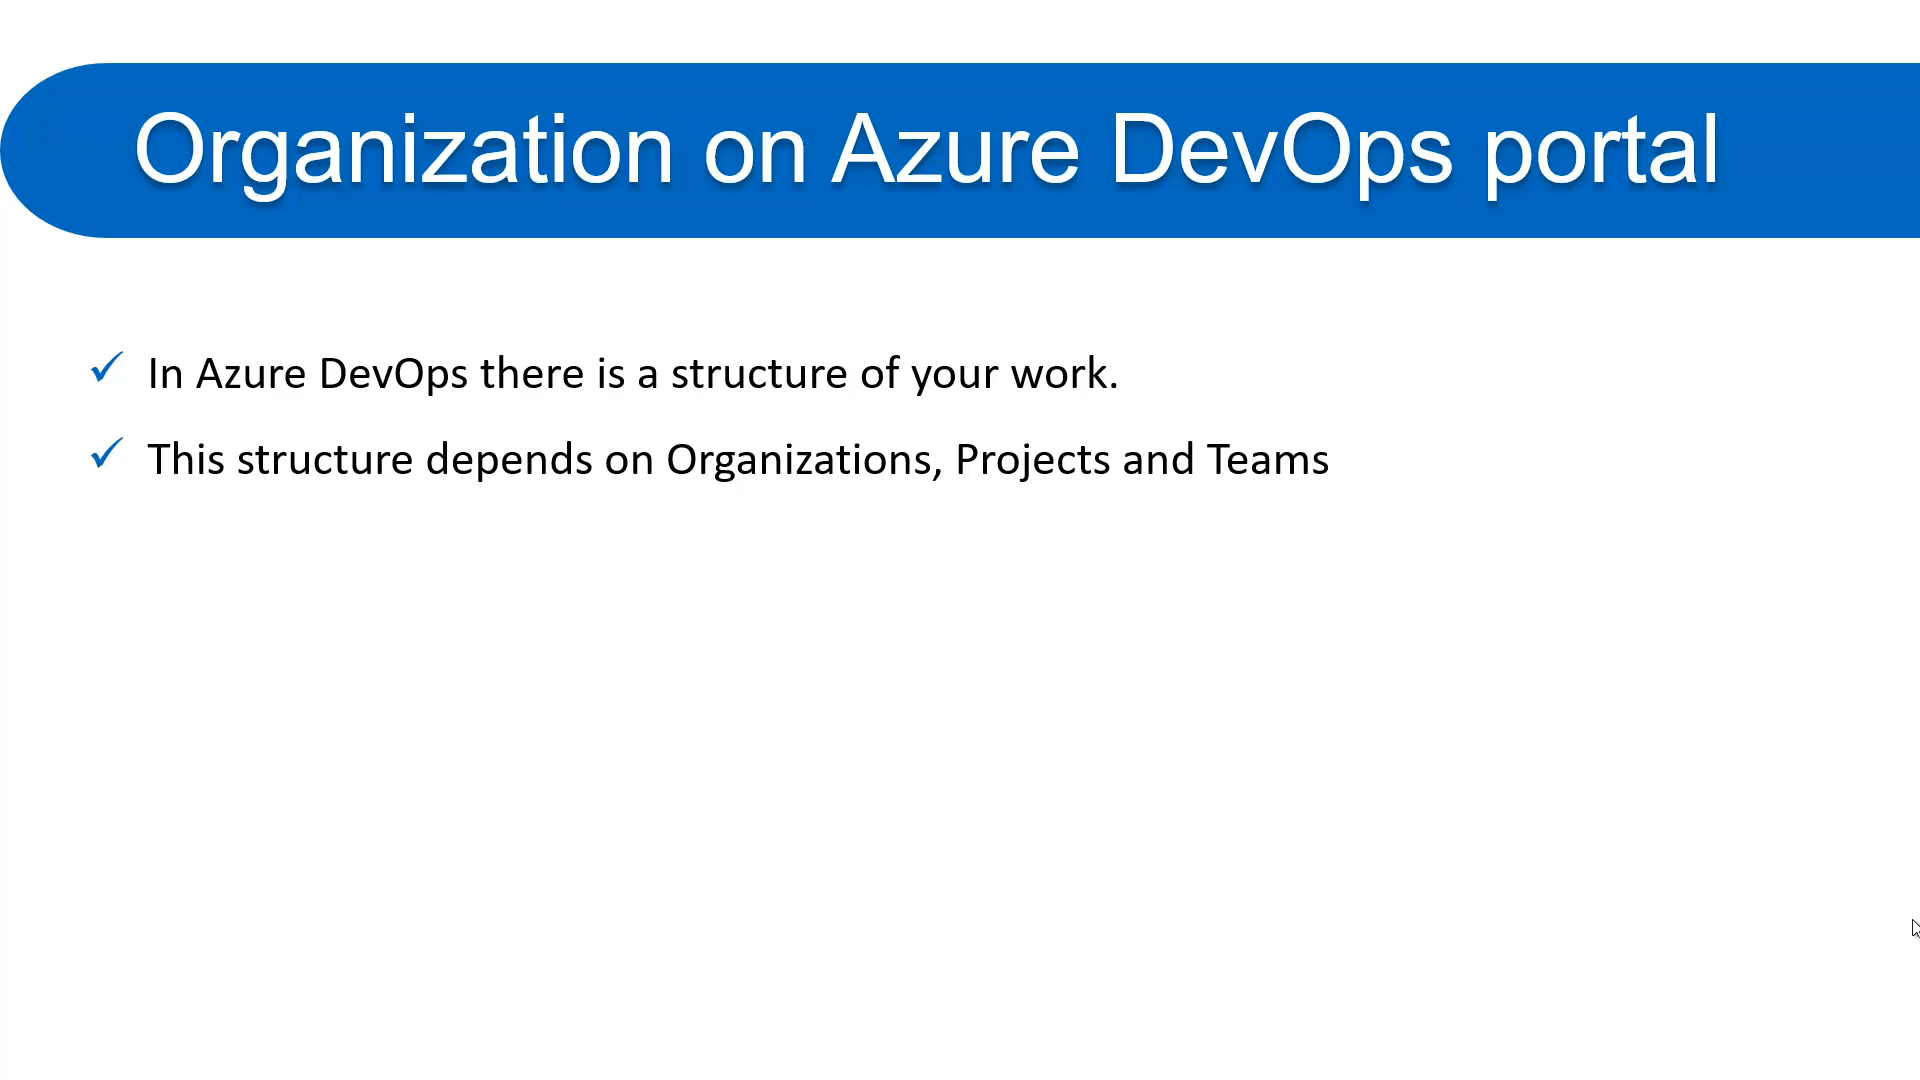 Organization on Azure DevOps portal
In Azure DevOps there is a structure of your work.
This structure depends on Organizations, Projects and Teams